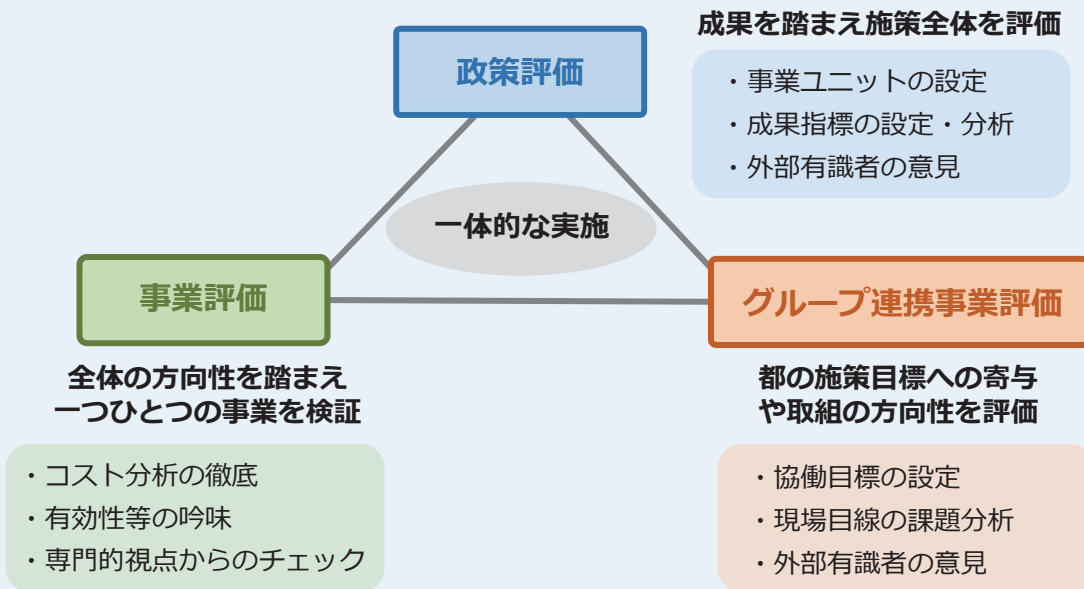 成果を踏まえ施策全体を評価
政策評価
・事業ユニットの設定
・成果指標の設定・分析
・外部有識者の意見
一体的な実施
事業評価
グループ連携事業評価
全体の方向性を踏まえ
一つひとつの事業を検証
・コスト分析の徹底
・有効性等の吟味
・専門的視点からのチェック
都の施策目標への寄与
や取組の方向性を評価
・協働目標の設定
・現場目線の課題分析
・外部有識者の意見